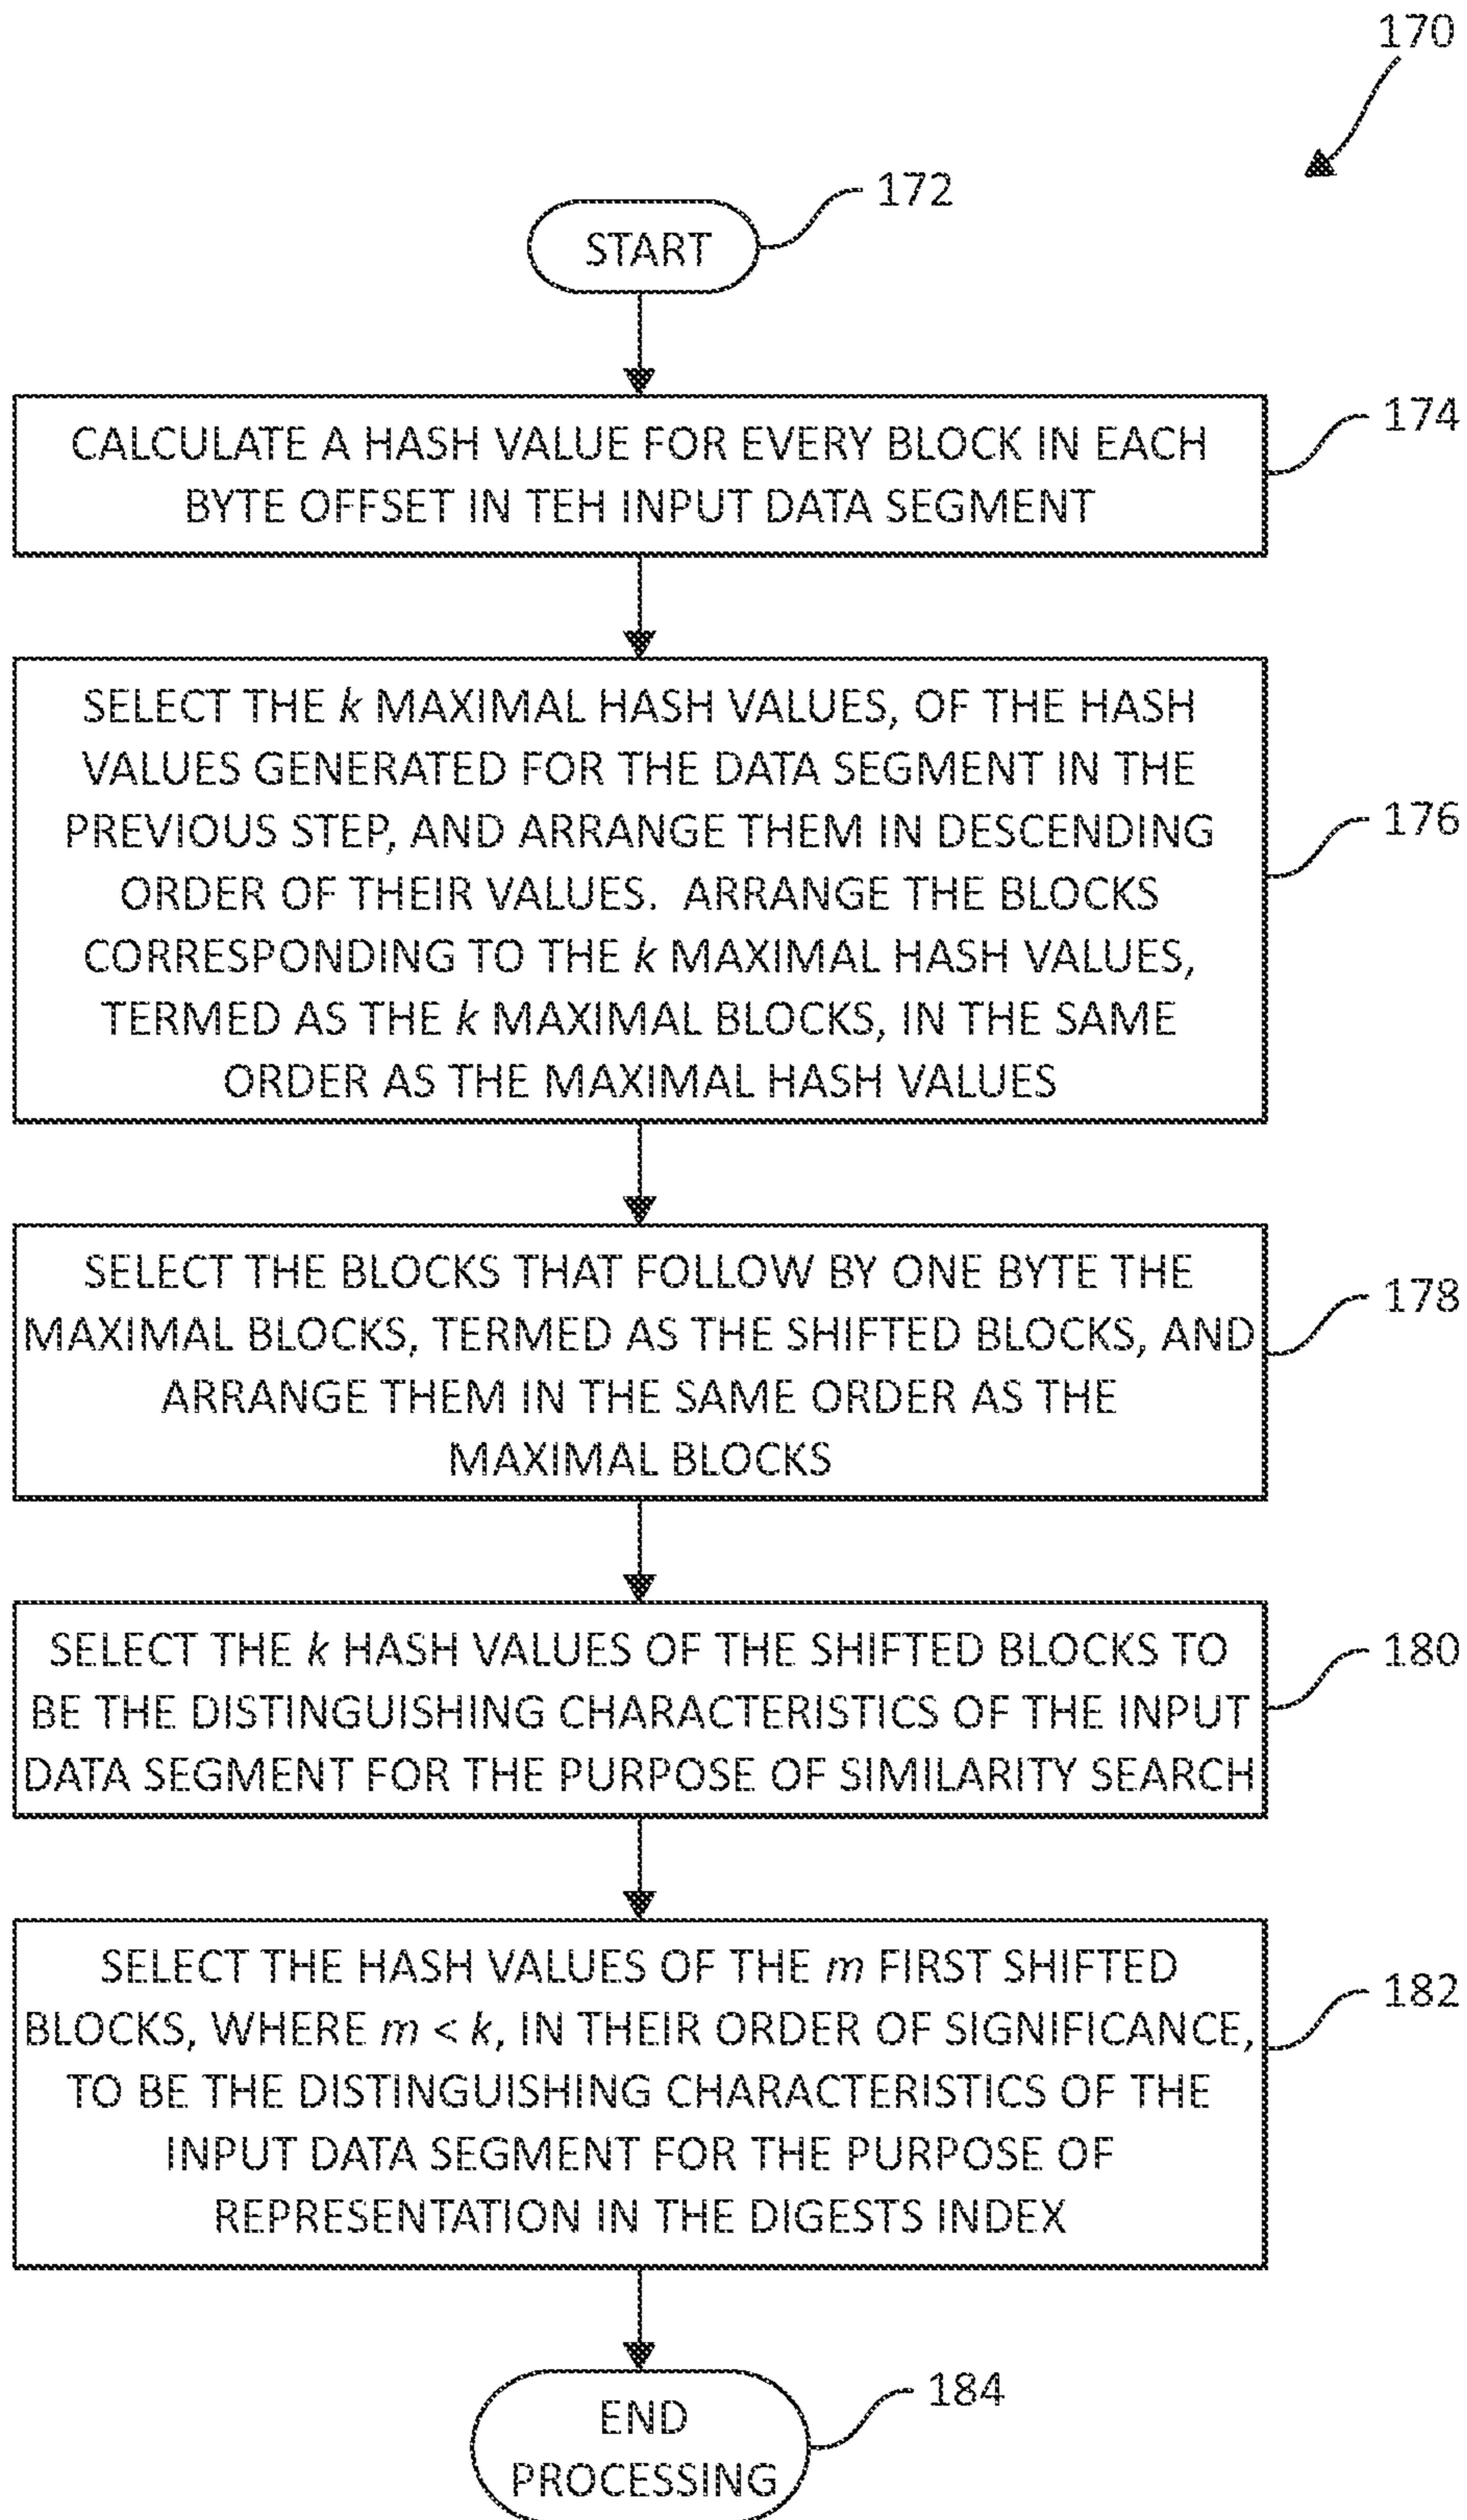 170
172
START
174
CALCULATE A HASH VALUE FOR EVERY BLOCK IN EACH
BYTE OFFSET IN TEH INPUT DATA SEGMENT
176
SELECT THE k MAXIMAL HASH VALUES, OF THE HASH
VALUES GENERATED FOR THE DATA SEGMENT IN THE
PREVIOUS STEP, AND ARRANGE THEM IN DESCENDING
ORDER OF THEIR VALUES. ARRANGE THE BLOCKS
CORRESPONDING TO THE k MAXIMAL HASH VALUES,
TERMED AS THE k MAXIMAL BLOCKS, IN THE SAME
ORDER AS THE MAXIMAL HASH VALUES
178
SELECT THE BLOCKS THAT FOLLOW BY ONE BYTE THE
MAXIMAL BLOCKS, TERMED AS THE SHIFTED BLOCKS, AND
ARRANGE THEM IN THE SAME ORDER AS THE
MAXIMAL BLOCKS
180
SELECT THE k HASH VALUES OF THE SHIFTED BLOCKS TO
BE THE DISTINGUISHING CHARACTERISTICS OF THE INPUT
DATA SEGMENT FOR THE PURPOSE OF SIMILARITY SEARCH
182
SELECT THE HASH VALUES OF THE m FIRST SHIFTED
BLOCKS, WHERE m < k, IN THEIR ORDER OF SIGNIFICANCE,
TO BE THE DISTINGUISHING CHARACTERISTICS OF THE
INPUT DATA SEGMENT FOR THE PURPOSE OF
REPRESENTATION IN THE DIGESTS INDEX
184
END
PROCESSING